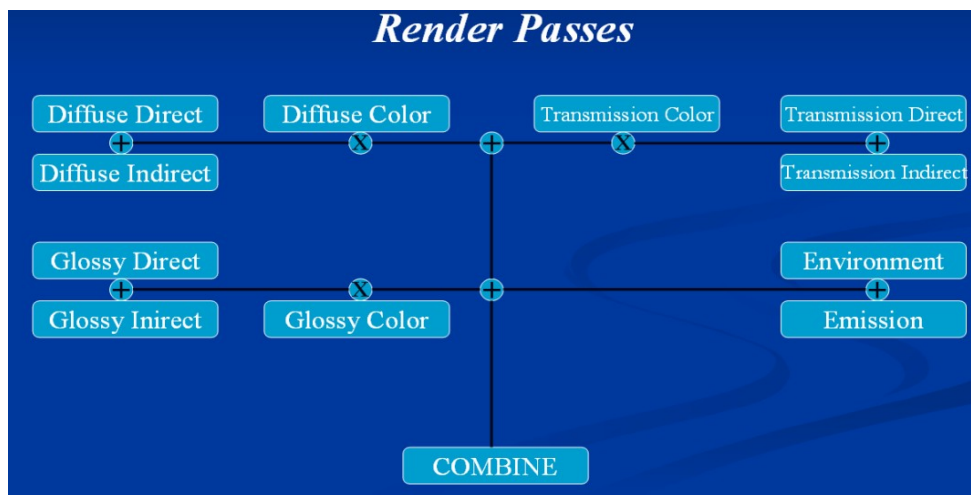 Render Passes
Diffuse Direct
Diffuse Color
Transmission Color
Transmission Direct
+
X
+
X
+
Diffuse Indirect
Transmission Indirect
Glossy Direct
Environment
+
X
+
+
Glossy Inirect
Glossy Color
Emission
COMBINE